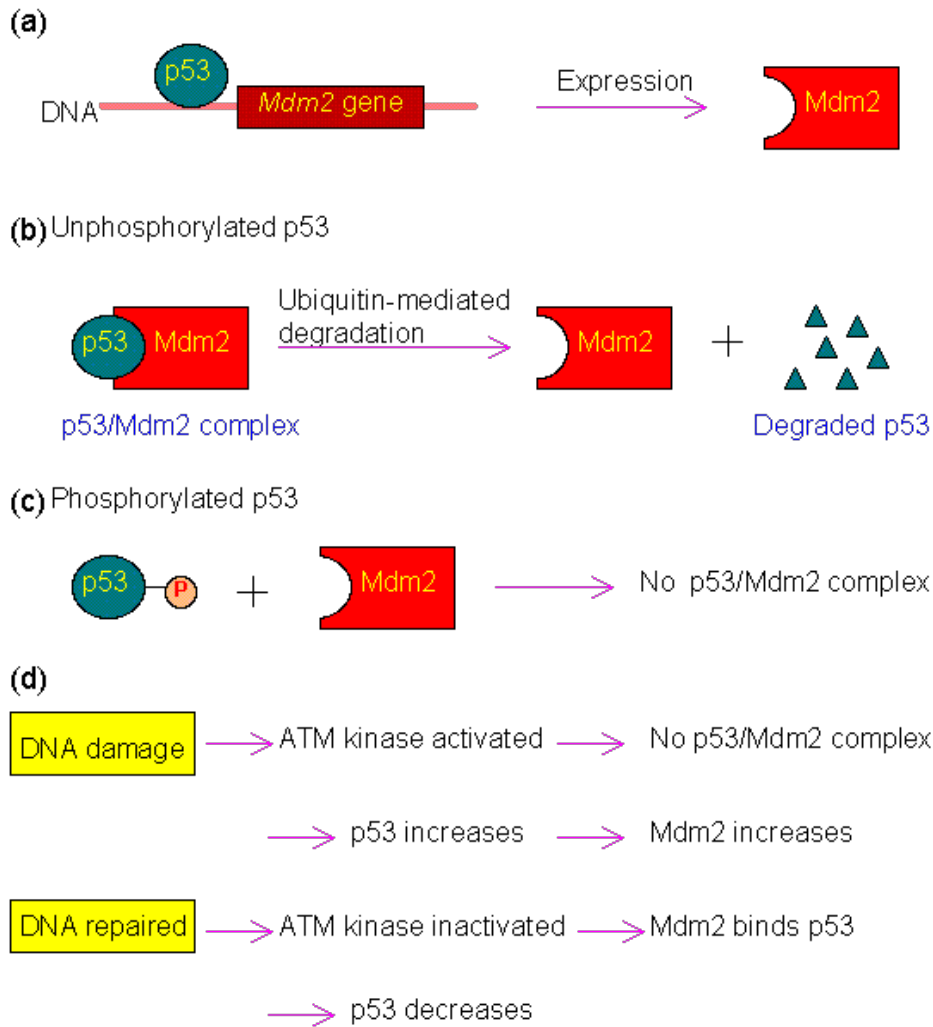 (a)
p53
DNA
Mdm2 gene
Expression
Mdm2
(b) Unphosphorylated p53
p53 Mdm2
Ubiquitin-mediated
degradation
Mdm2
+
p53/Mdm2 complex
Degraded p53
(c) Phosphorylated p53
p53 P + Mdm2
No p53/Mdm2 complex
(d)
DNA damage
ATM kinase activated
No p53/Mdm2 complex
p53 increases
Mdm2 increases
DNA repaired
ATM kinase inactivated
Mdm2 binds p53
p53 decreases